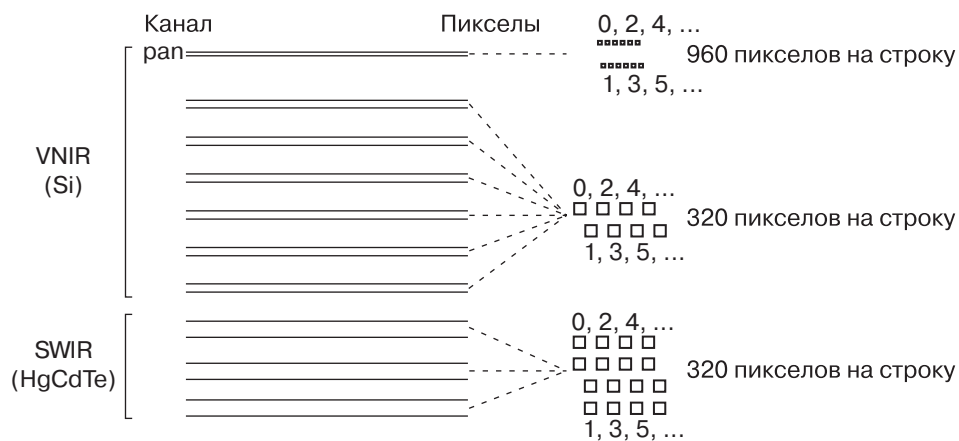 Канал Пикселы
pan
0, 2, 4, ...
960 пикселов на строку
1, 3, 5, ...
VNIR
(Si)
0, 2, 4, ...
320 пикселов на строку
1, 3, 5, ...
SWIR
(HgCdTe)
0, 2, 4, ...
320 пикселов на строку
1, 3, 5, ...